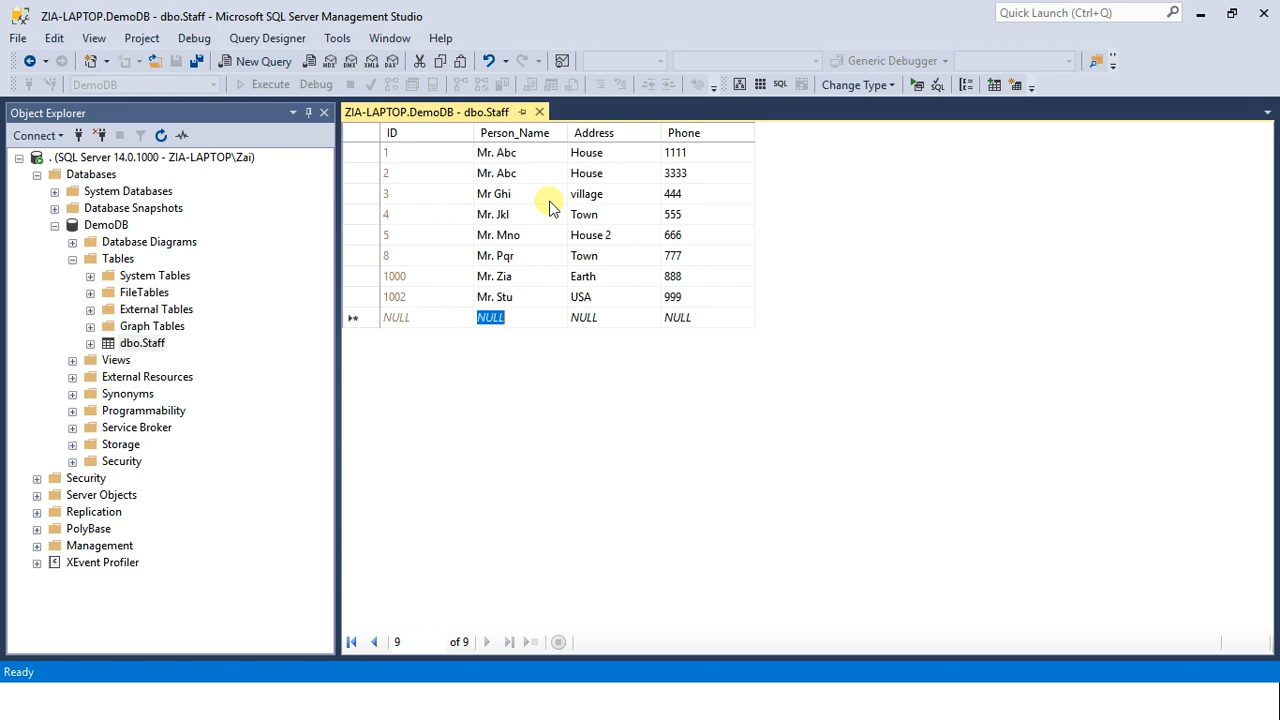 ZIA-LAPTOP.DemoDB - dbo.Staff - Microsoft SQL Server Management Studio
Quick Launch (Ctrl+Q)
File Edit View Project Debug Query Designer Tools Window Help
New Query MDX DMX XMLA DAX Generic Debugger
DemoDB Execute Debug SQL Change Type
Object Explorer
ZIA-LAPTOP.DemoDB - dbo.Staff
Connect
. (SQL Server 14.0.1000 - ZIA-LAPTOP\Zai)
Databases
System Databases
Database Snapshots
DemoDB
Database Diagrams
Tables
System Tables
FileTables
External Tables
Graph Tables
dbo.Staff
Views
External Resources
Synonyms
Programmability
Service Broker
Storage
Security
Security
Server Objects
Replication
PolyBase
Management
XEvent Profiler
ID Person_Name Address Phone
1 Mr. Abc House 1111
2 Mr. Abc House 3333
3 Mr Ghi village 444
4 Mr. Jkl Town 555
5 Mr. Mno House 2 666
8 Mr. Pqr Town 777
1000 Mr. Zia Earth 888
1002 Mr. Stu USA 999
NULL NULL NULL NULL
9 of 9
Ready